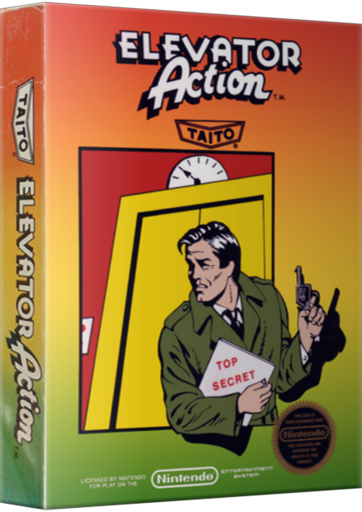 ELEVATOR
Action
T.M.
TAITO
®
TOP
SECRET
Nintendo
LICENSED BY NINTENDO
FOR PLAY ON THE
Nintendo
ENTERTAINMENT
SYSTEM
TAITO
®
ELEVATOR
Action